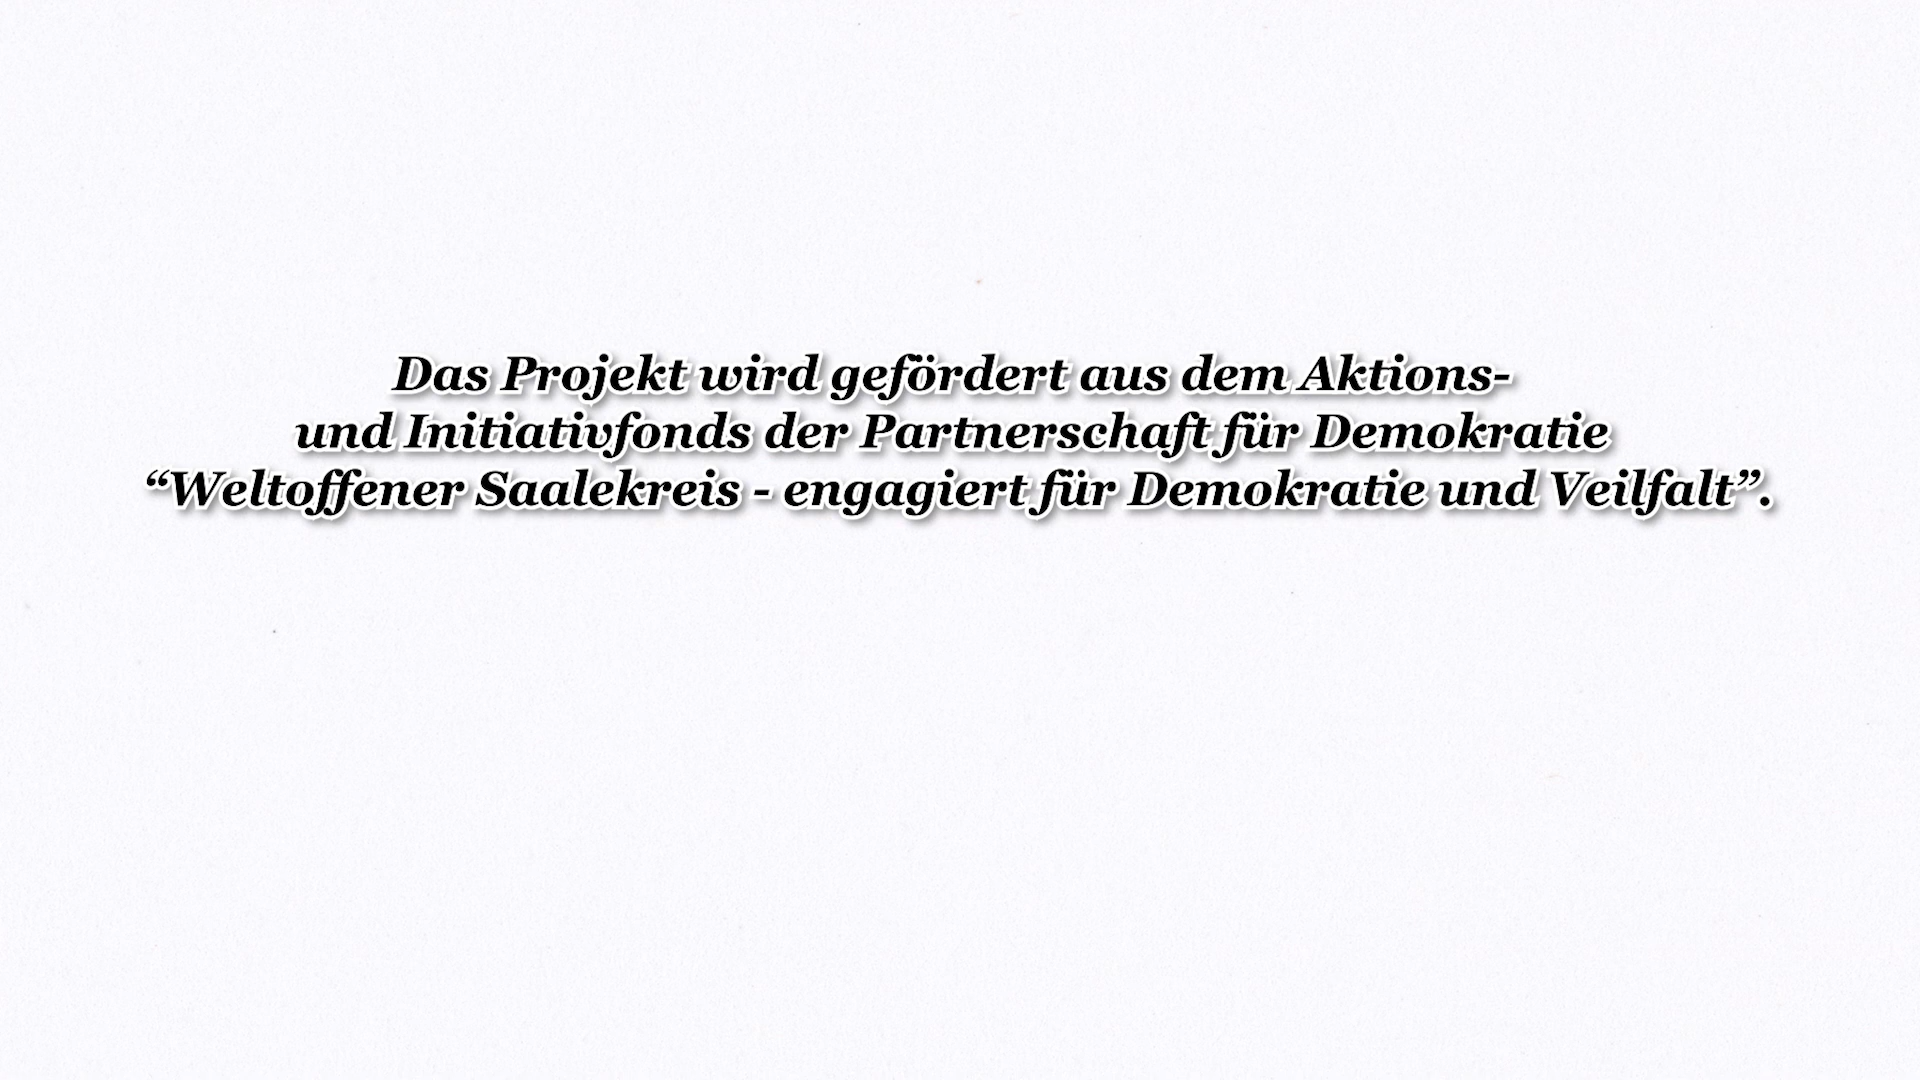 Das Projekt wird gefördert aus dem Aktions-
und Initiativfonds der Partnerschaft für Demokratie
“Weltoffener Saalekreis - engagiert für Demokratie und Veilfalt”.